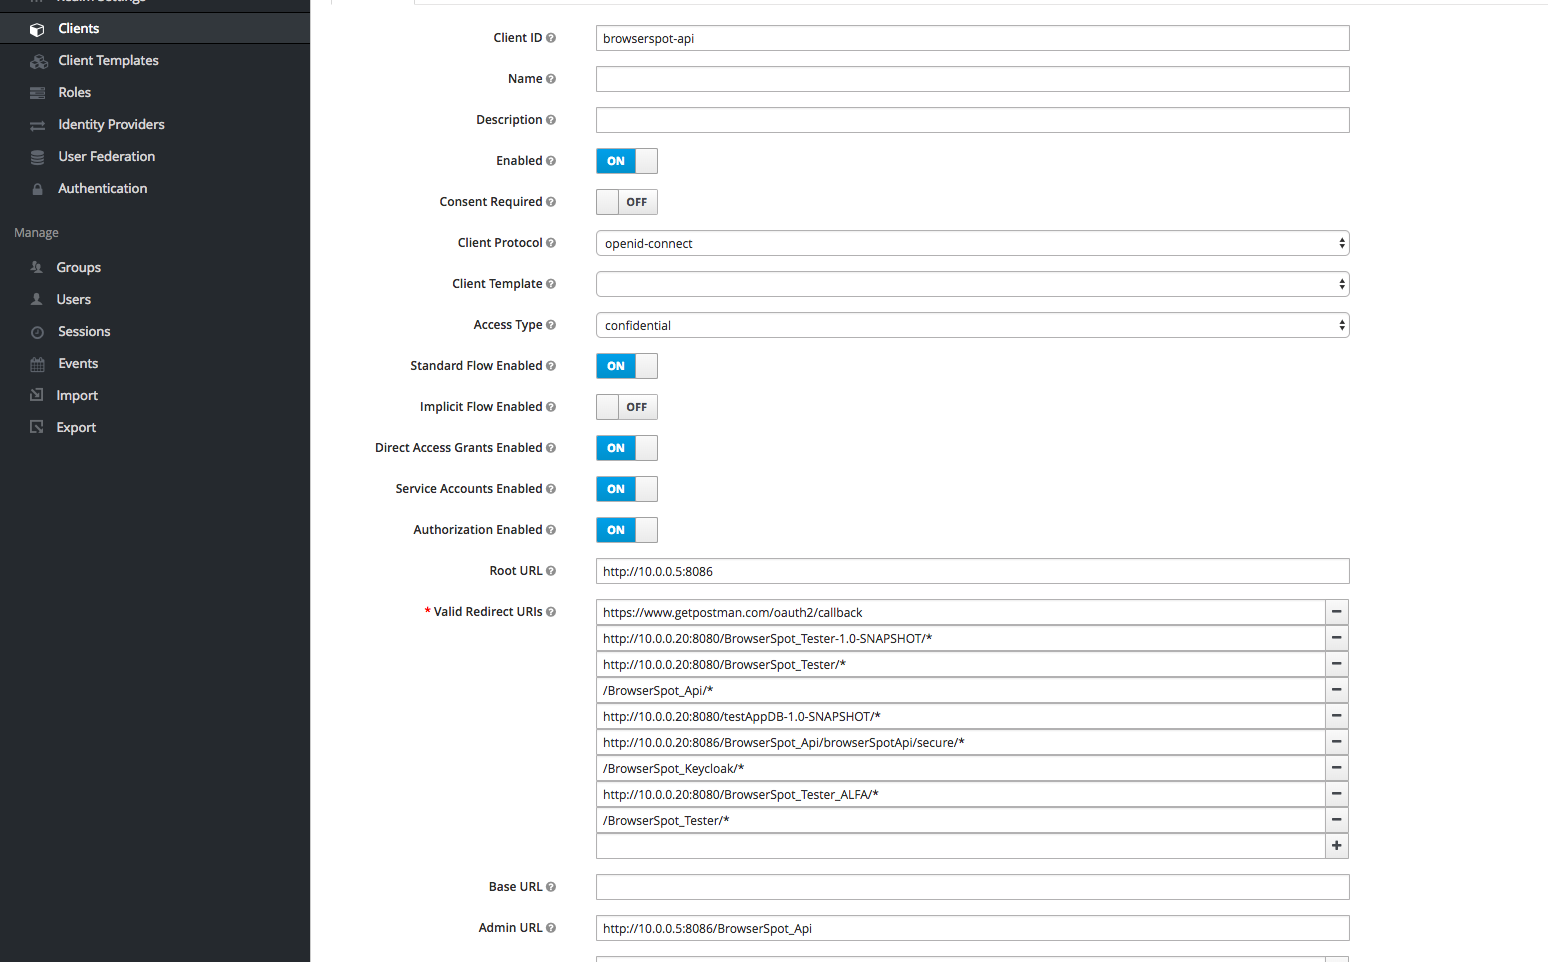 Realm Settings
Clients
Client Templates
Roles
Identity Providers
User Federation
Authentication
Manage
Groups
Users
Sessions
Events
Import
Export
Client ID browserspot-api
Name
Description
Enabled ON
Consent Required OFF
Client Protocol openid-connect
Client Template
Access Type confidential
Standard Flow Enabled ON
Implicit Flow Enabled OFF
Direct Access Grants Enabled ON
Service Accounts Enabled ON
Authorization Enabled ON
Root URL http://10.0.0.5:8086
* Valid Redirect URIs https://www.getpostman.com/oauth2/callback
http://10.0.0.20:8080/BrowserSpot_Tester-1.0-SNAPSHOT/*
http://10.0.0.20:8080/BrowserSpot_Tester/*
/BrowserSpot_Api/*
http://10.0.0.20:8080/testAppDB-1.0-SNAPSHOT/*
http://10.0.0.20:8086/BrowserSpot_Api/browserSpotApi/secure/*
/BrowserSpot_Keycloak/*
http://10.0.0.20:8080/BrowserSpot_Tester_ALFA/*
/BrowserSpot_Tester/*
Base URL
Admin URL http://10.0.0.5:8086/BrowserSpot_Api